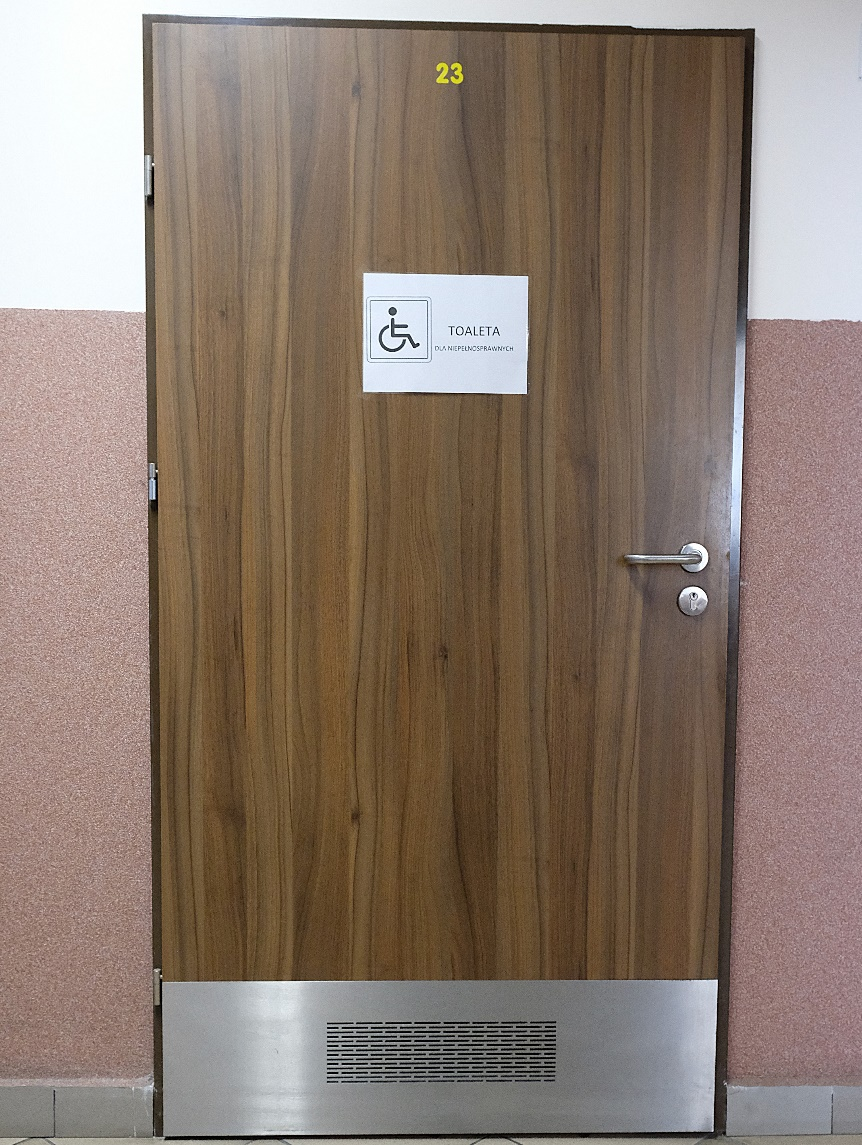 23
TOALETA
DLA NIEPEŁNOSPRAWNYCH